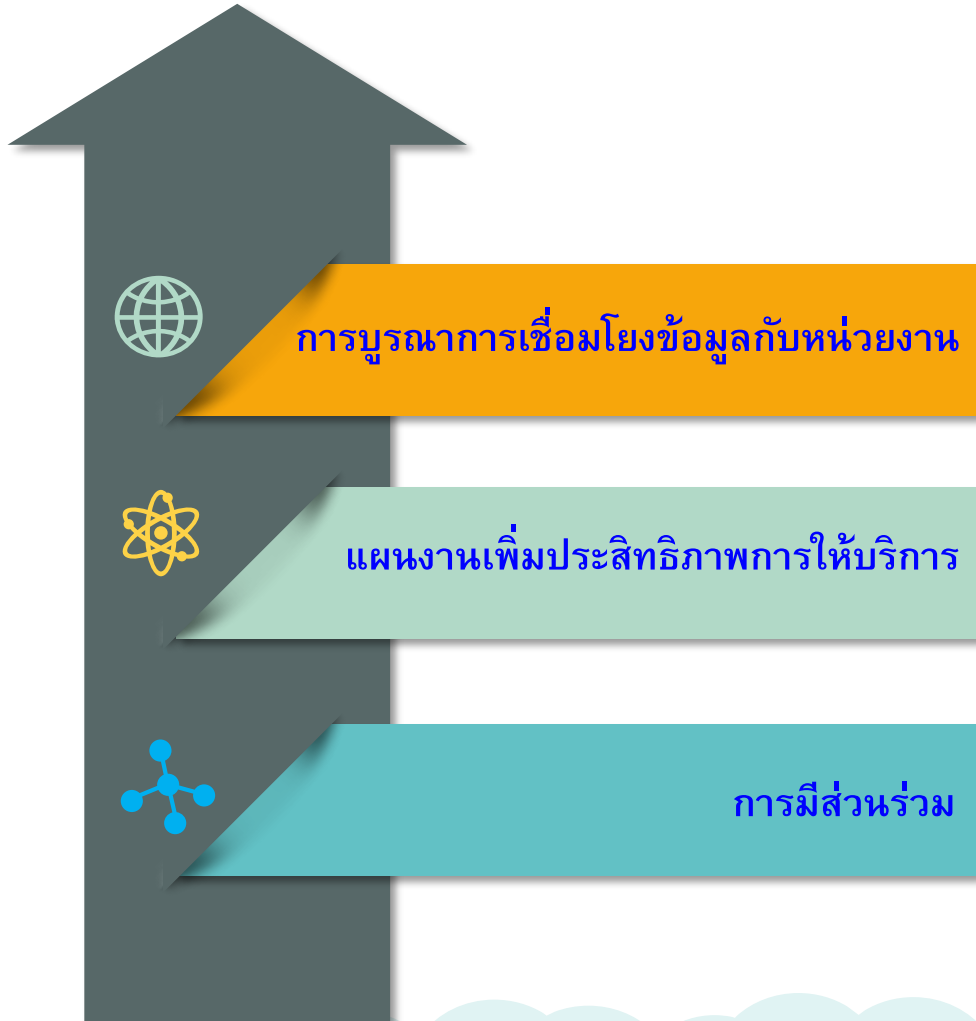 การบูรณาการเชื่อมโยงข้อมูลกับหน่วยงาน
แผนงานเพิ่มประสิทธิภาพการให้บริการ
การมีส่วนร่วม